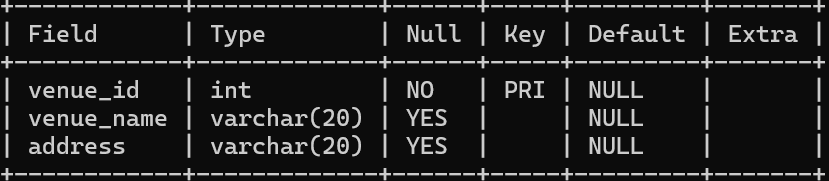 +------------+-------------+------+-----+---------+-------+
| Field      | Type        | Null | Key | Default | Extra |
+------------+-------------+------+-----+---------+-------+
| venue_id   | int         | NO   | PRI | NULL    |       |
| venue_name | varchar(20) | YES  |     | NULL    |       |
| address    | varchar(20) | YES  |     | NULL    |       |
+------------+-------------+------+-----+---------+-------+